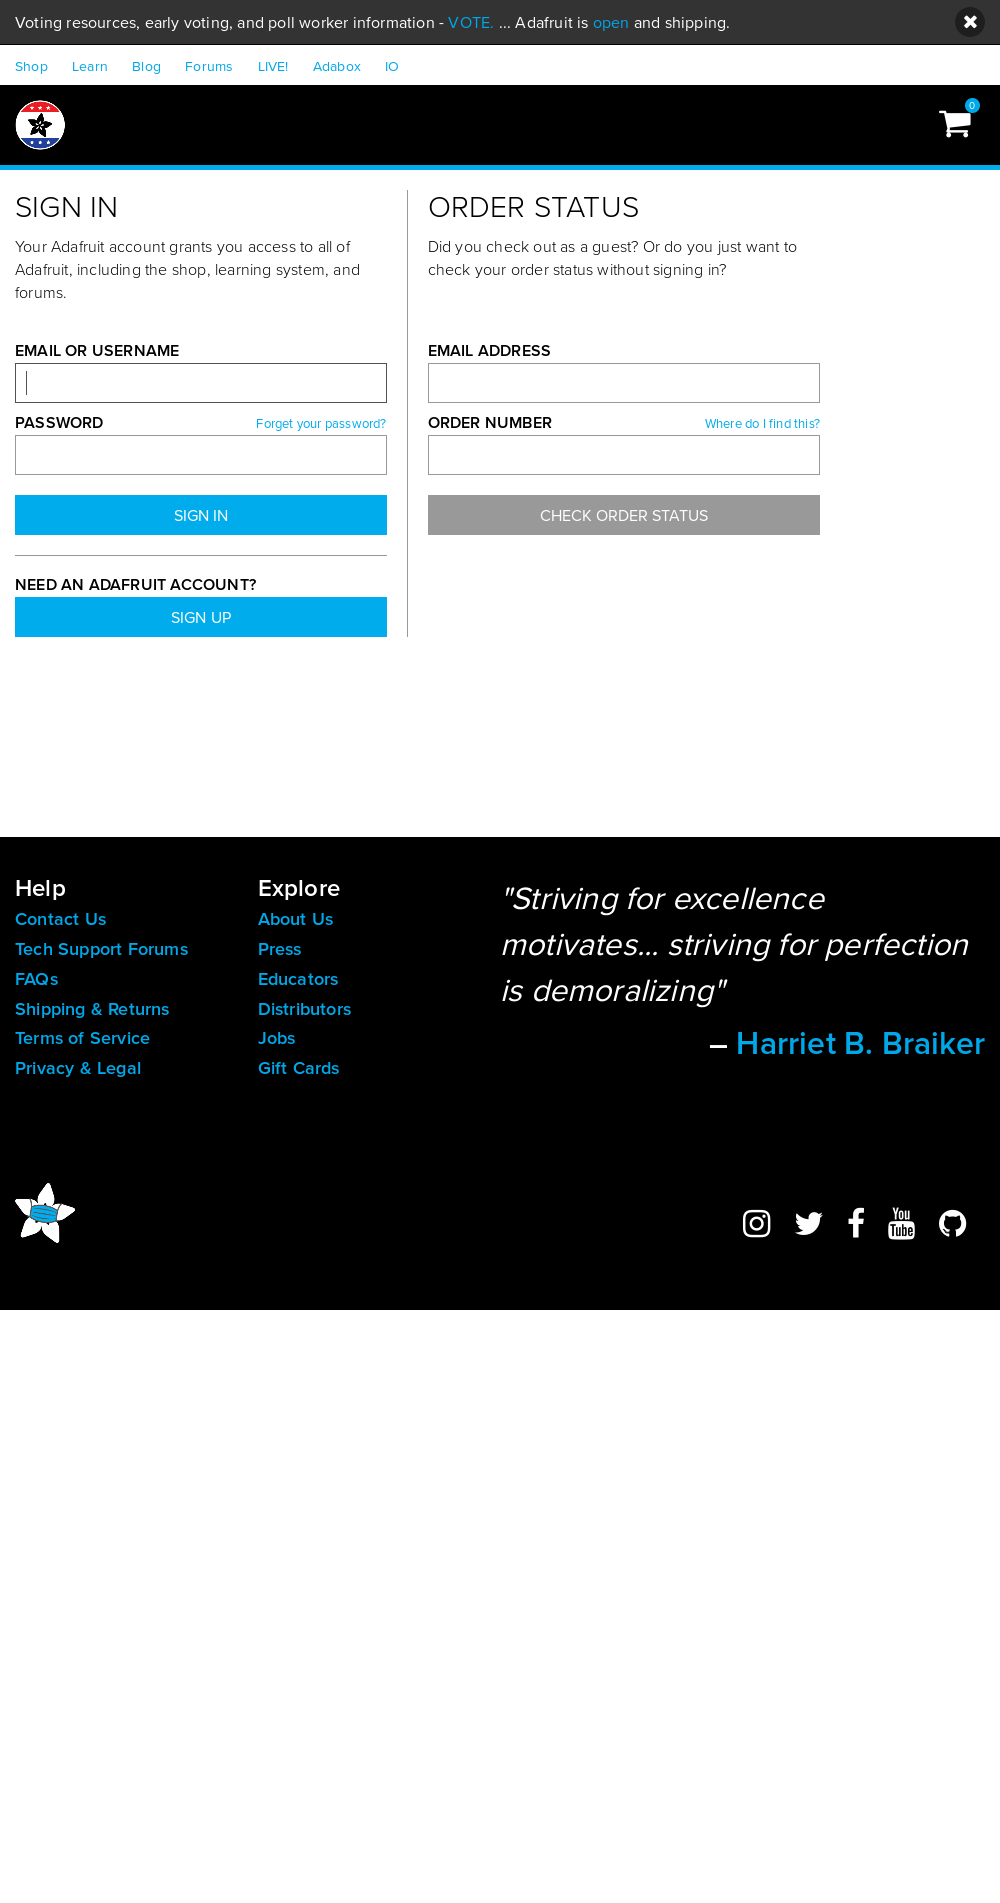 Voting resources, early voting, and poll worker information - VOTE. ... Adafruit is open and shipping.
Shop Learn Blog Forums LIVE! Adabox IO
0
SIGN IN
Your Adafruit account grants you access to all of
Adafruit, including the shop, learning system, and
forums.
EMAIL OR USERNAME
PASSWORD Forget your password?
SIGN IN
NEED AN ADAFRUIT ACCOUNT?
SIGN UP
ORDER STATUS
Did you check out as a guest? Or do you just want to
check your order status without signing in?
EMAIL ADDRESS
ORDER NUMBER Where do I find this?
CHECK ORDER STATUS
Help
Contact Us
Tech Support Forums
FAQs
Shipping & Returns
Terms of Service
Privacy & Legal
Explore
About Us
Press
Educators
Distributors
Jobs
Gift Cards
"Striving for excellence
motivates... striving for perfection
is demoralizing"
– Harriet B. Braiker
You
Tube